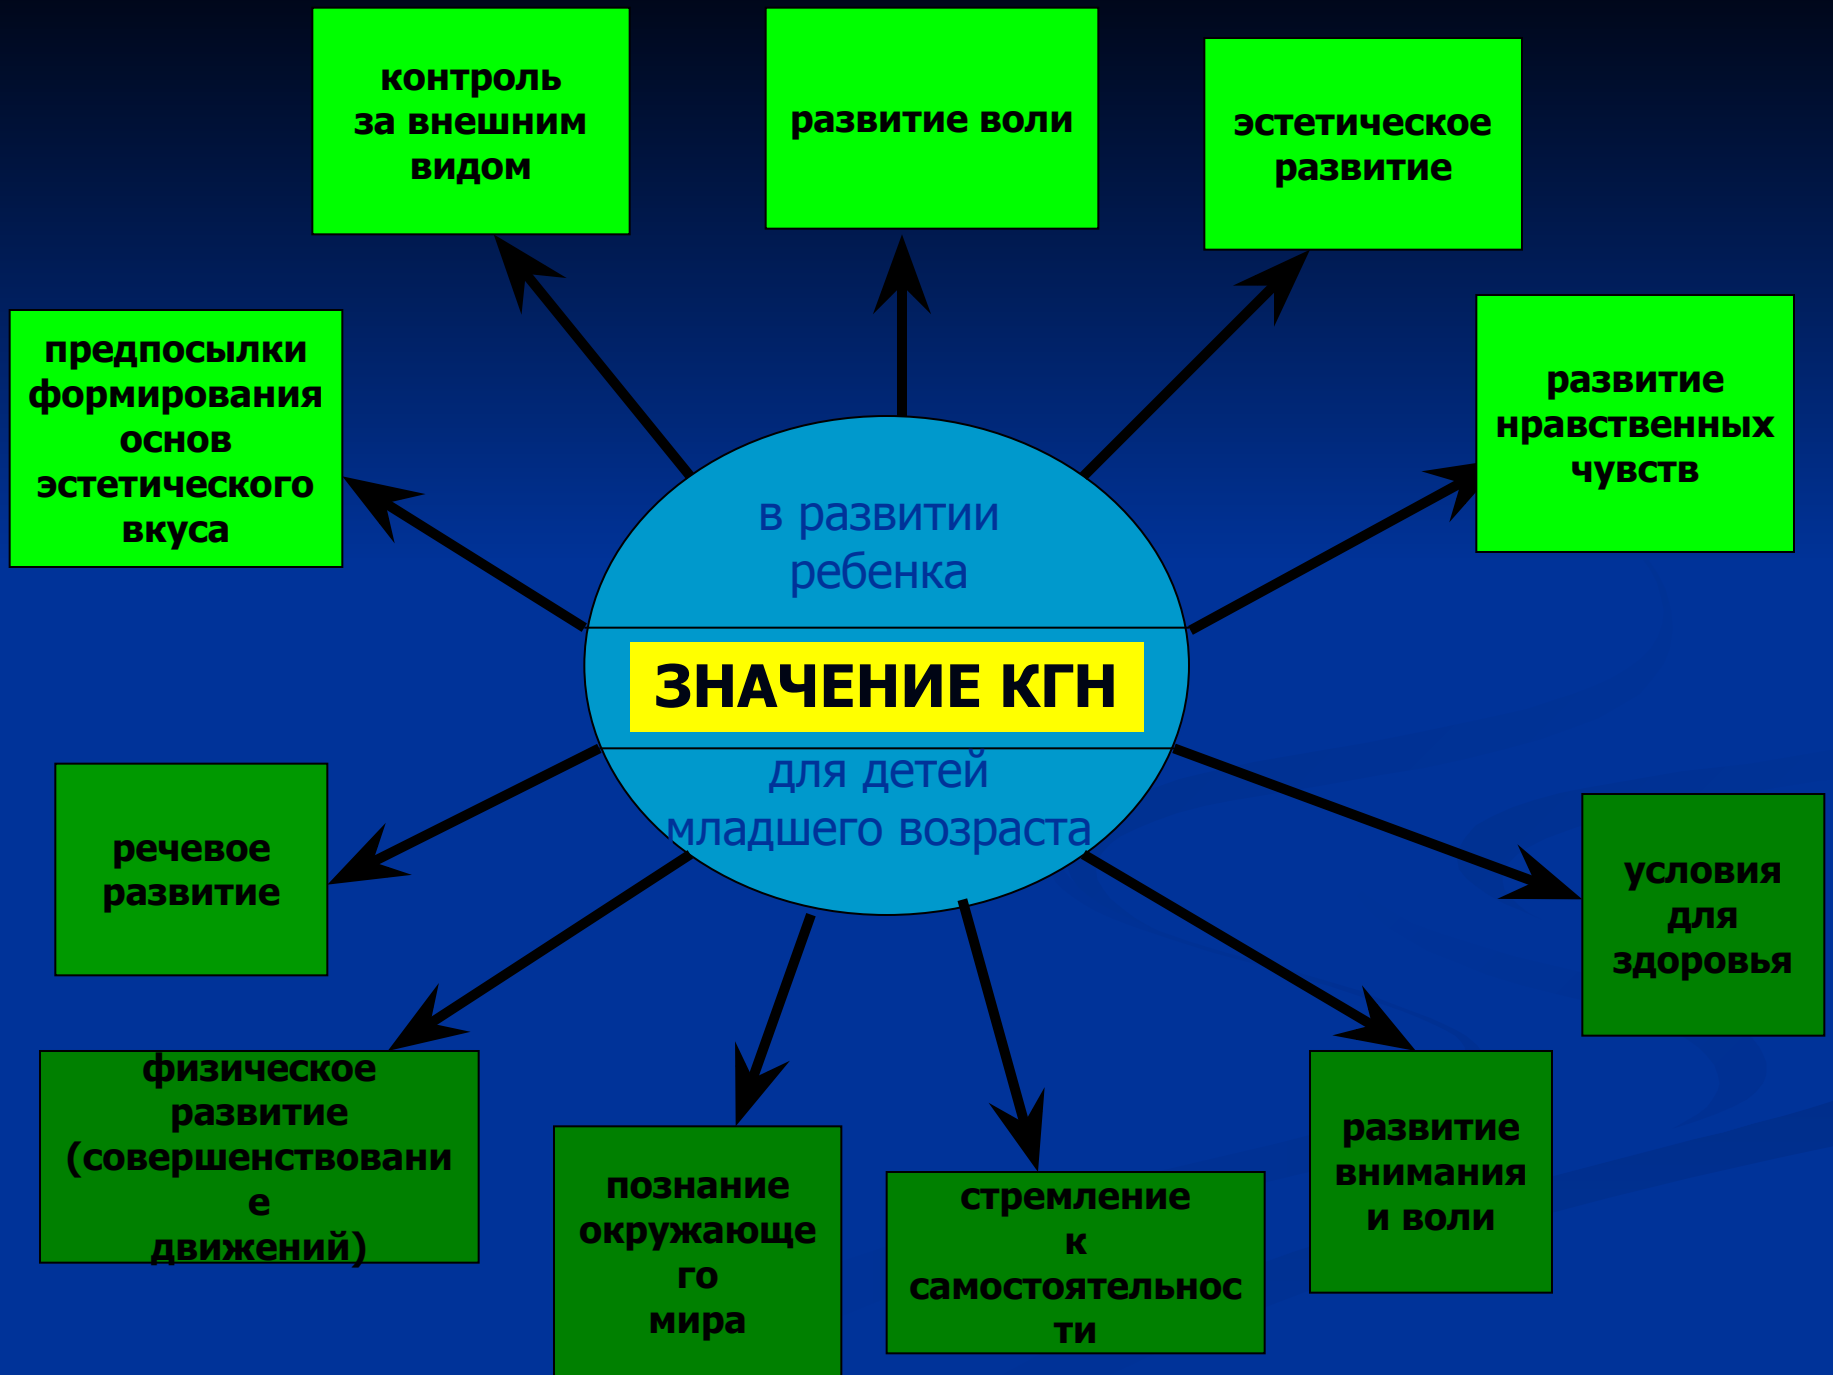 контроль
за внешним
видом
развитие воли
эстетическое
развитие
предпосылки
формирования
основ
эстетического
вкуса
развитие
нравственных
чувств
в развитии
ребенка
ЗНАЧЕНИЕ КГН
для детей
младшего возраста
речевое
развитие
условия
для
здоровья
физическое
развитие
(совершенствовани
е
движений)
познание
окружающе
го
мира
стремление
к
самостоятельнос
ти
развитие
внимания
и воли